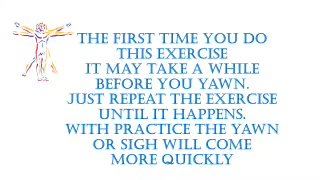 The first time you do
this exercise
it may take a while
before you yawn.
Just repeat the exercise
until it happens.
With practice the yawn
or sigh will come
more quickly